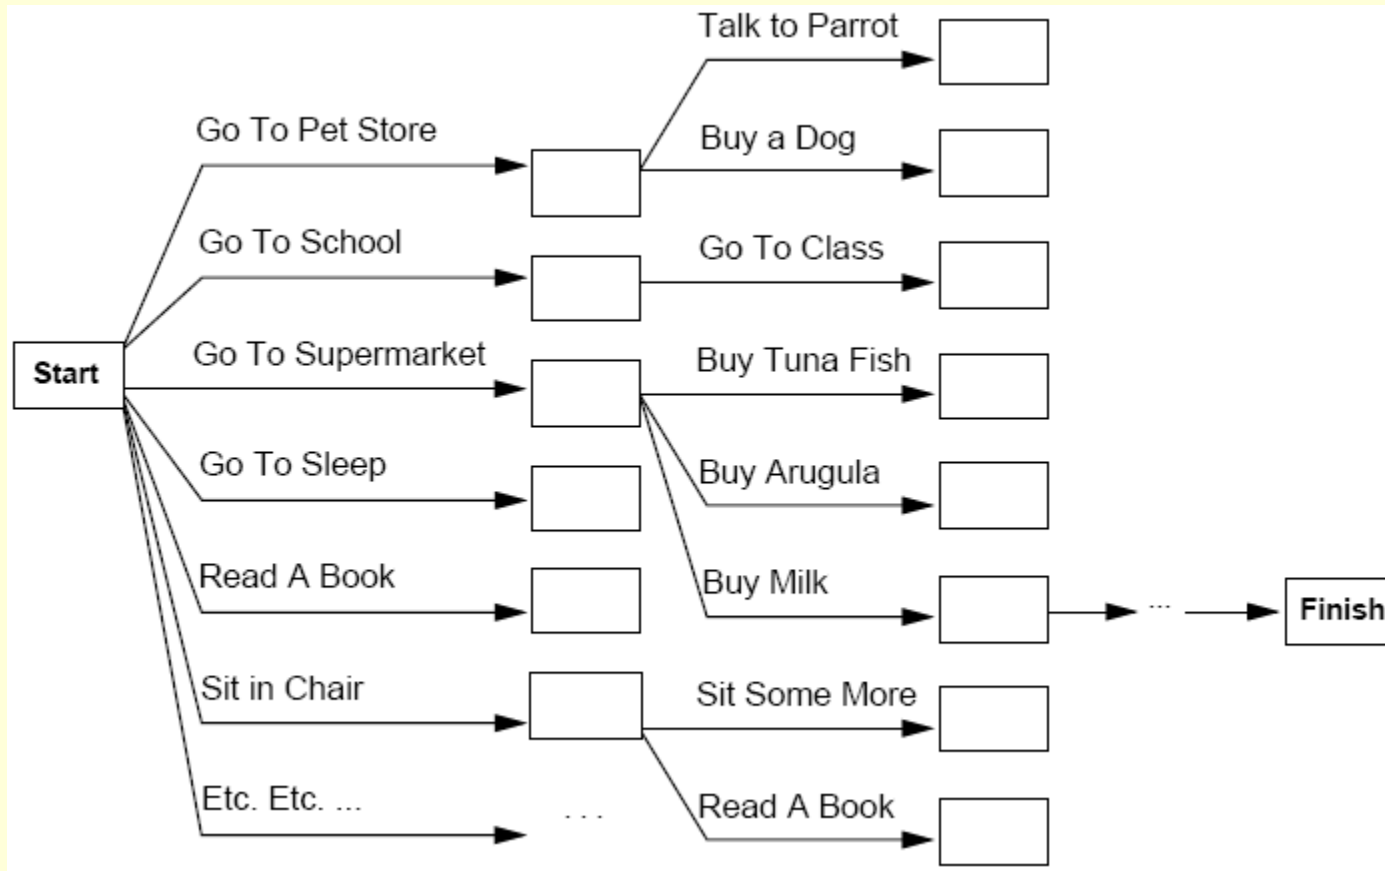 Talk to Parrot
Go To Pet Store
Buy a Dog
Go To School
Go To Class
Start
Go To Supermarket
Buy Tuna Fish
Go To Sleep
Buy Arugula
Read A Book
Buy Milk
...
Finish
Sit in Chair
Sit Some More
Etc. Etc. ...
. . .
Read A Book